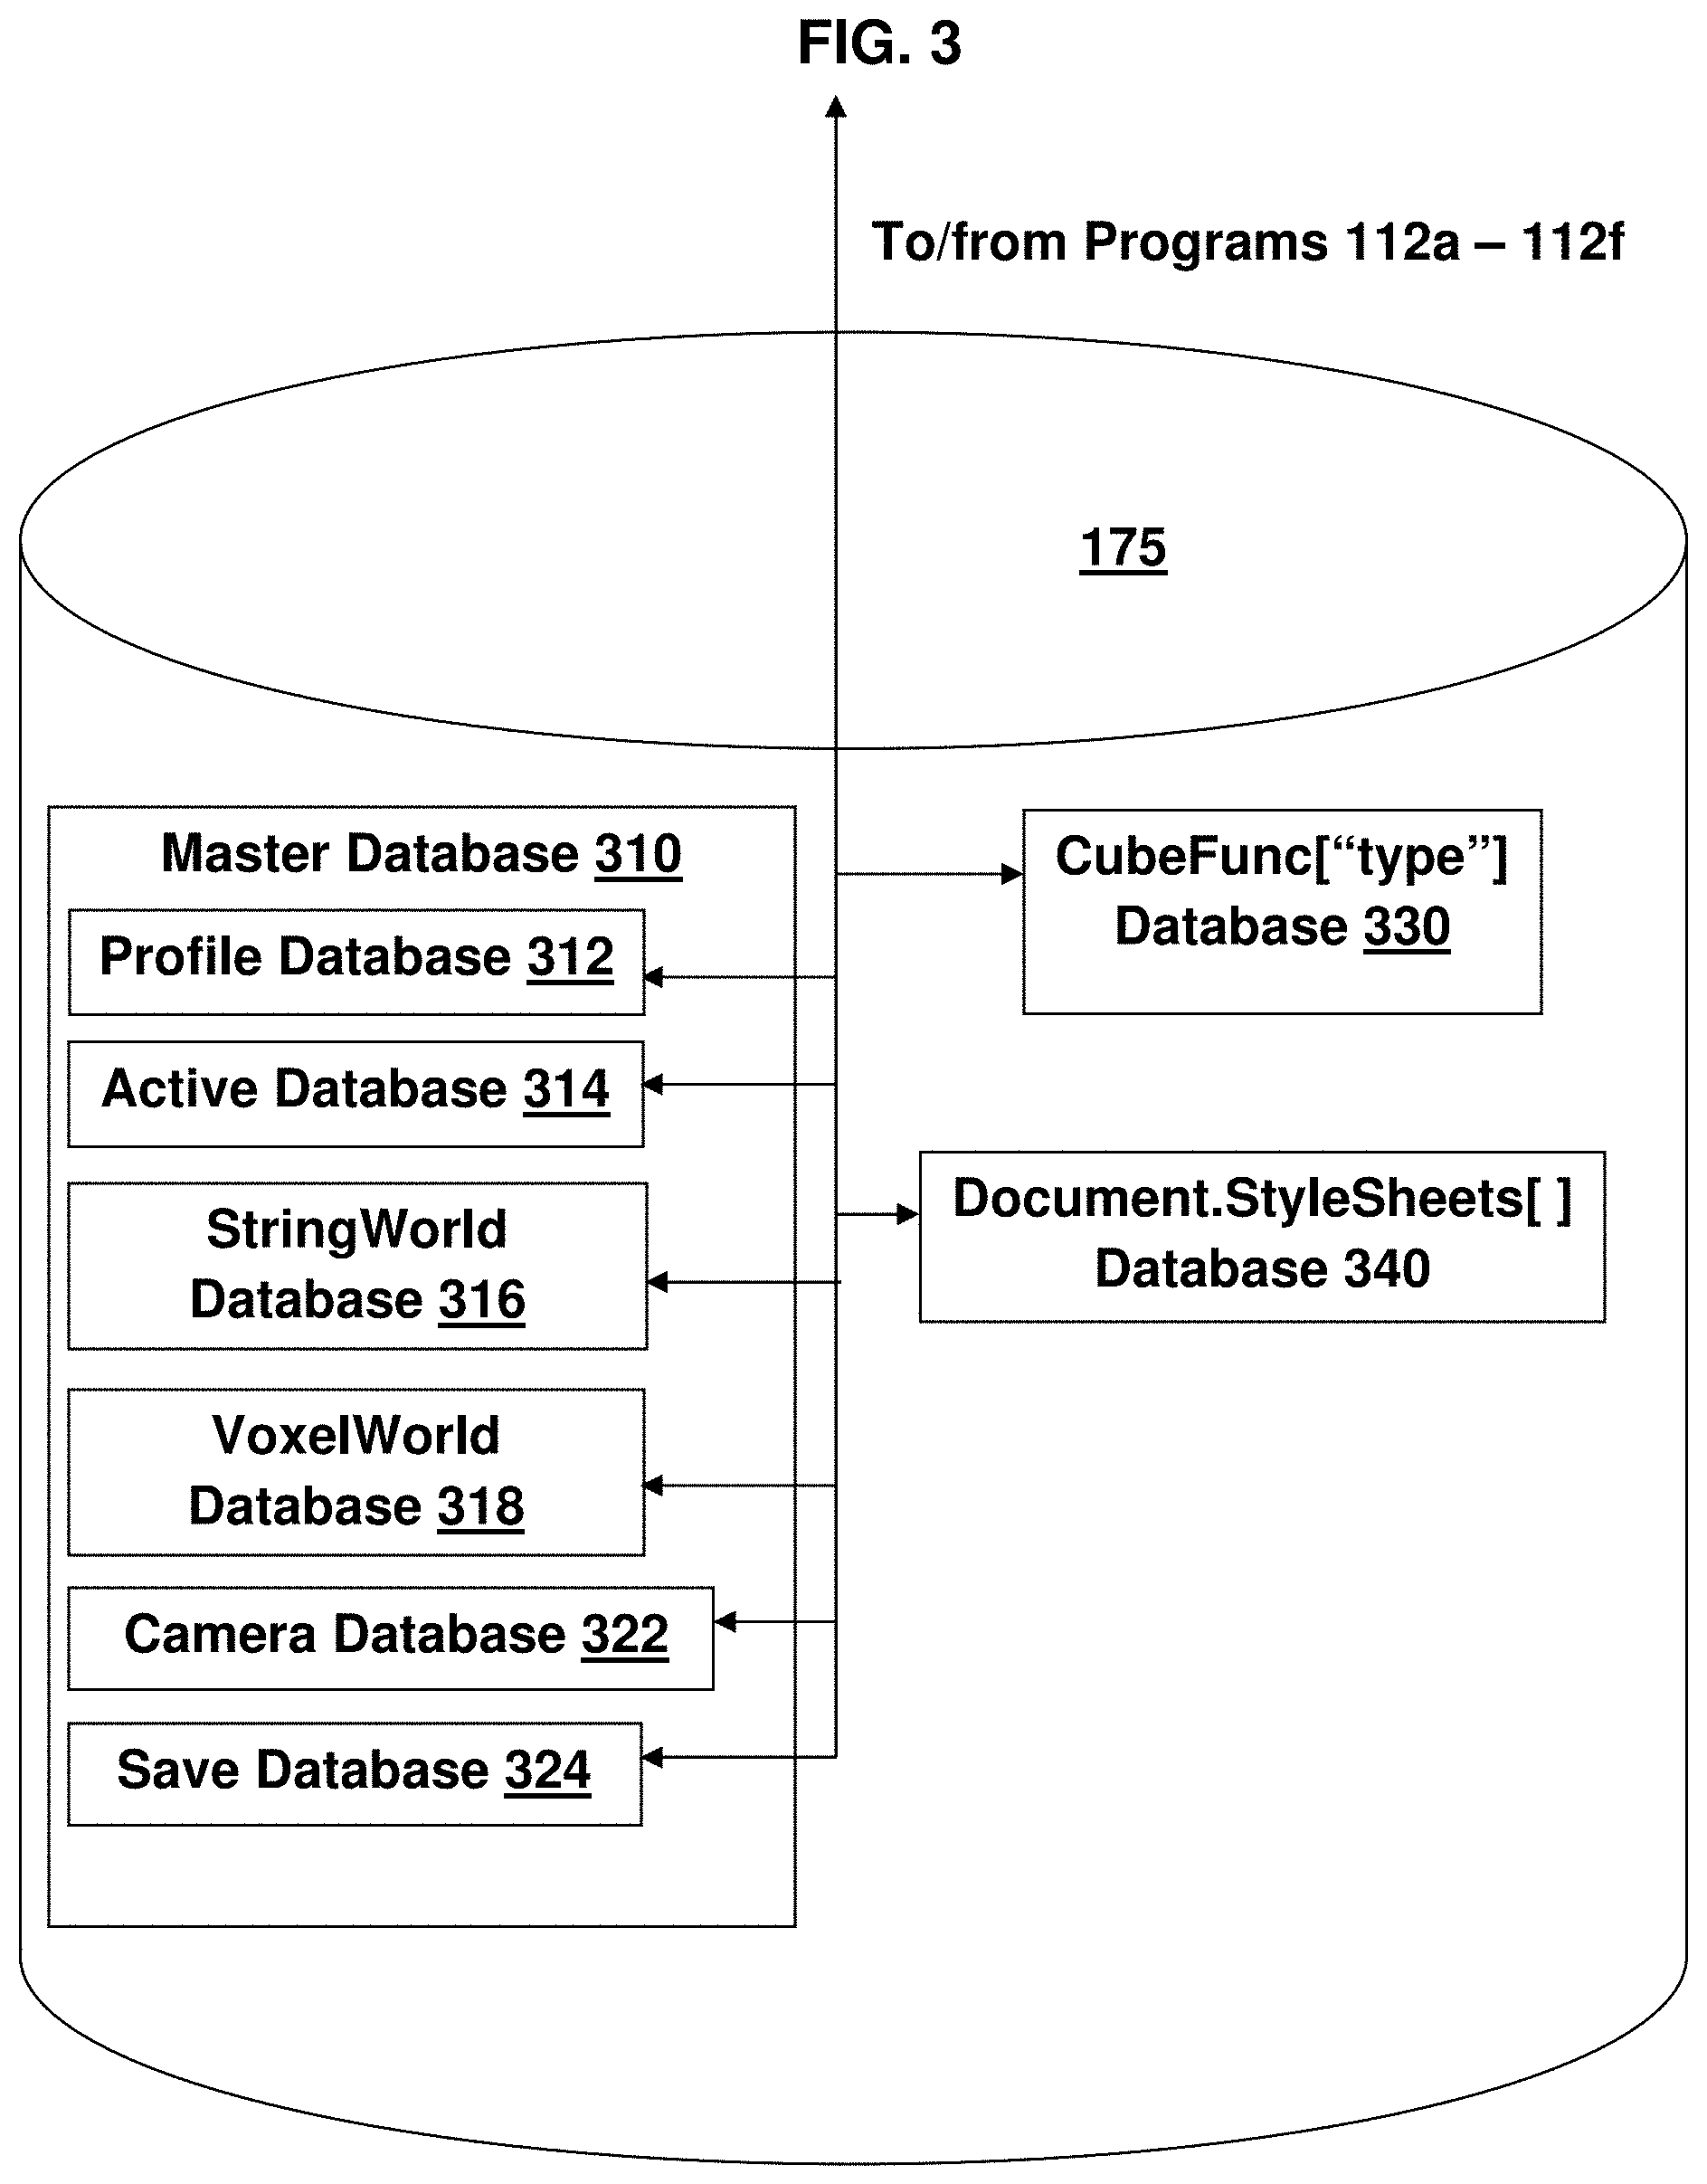 FIG. 3
To/from Programs 112a – 112f
175
Master Database 310
Profile Database 312
Active Database 314
StringWorld
Database 316
VoxelWorld
Database 318
Camera Database 322
Save Database 324
CubeFunc[“type”]
Database 330
Document.StyleSheets[ ]
Database 340